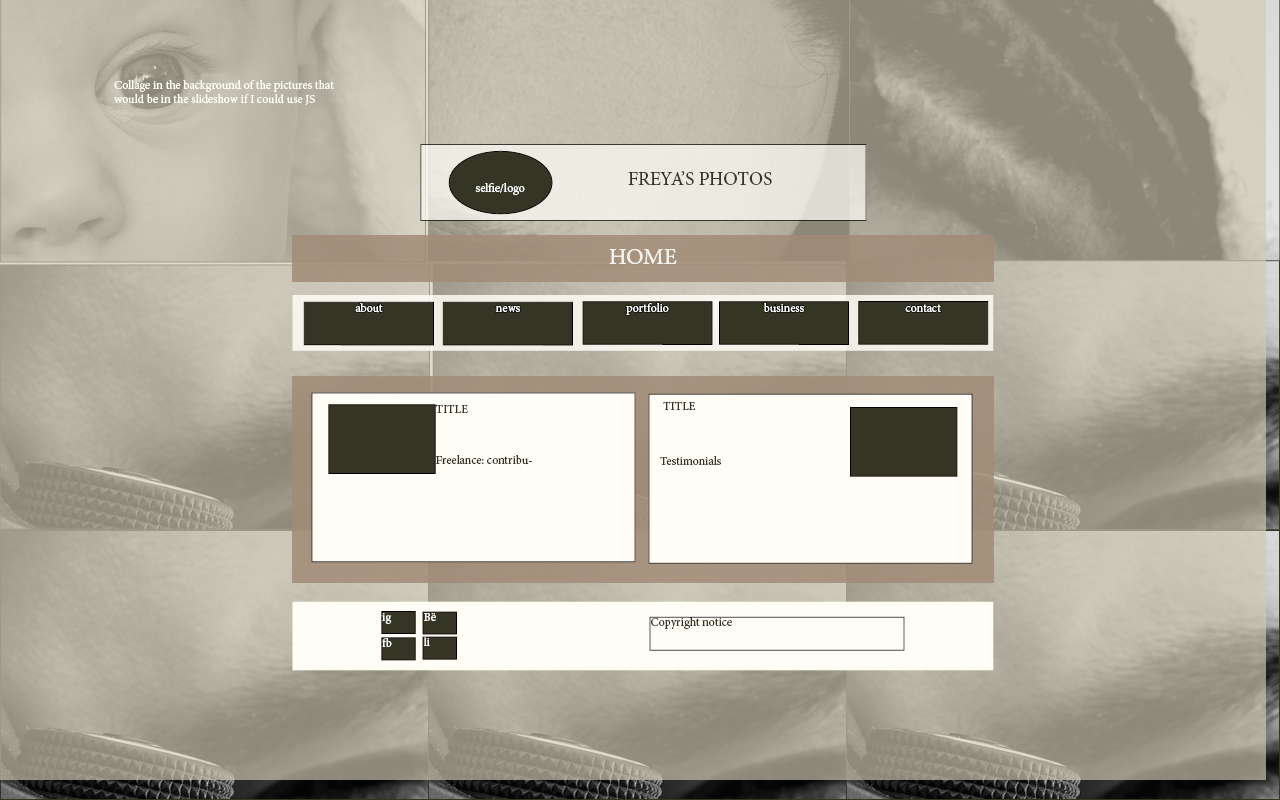 Collage in the background of the pictures that
would be in the slideshow if I could use JS
selfie/logo
FREYA’S PHOTOS
HOME
about
news
portfolio
business
contact
TITLE
Freelance: contribu-
TITLE
Testimonials
ig
Bë
fb
li
Copyright notice